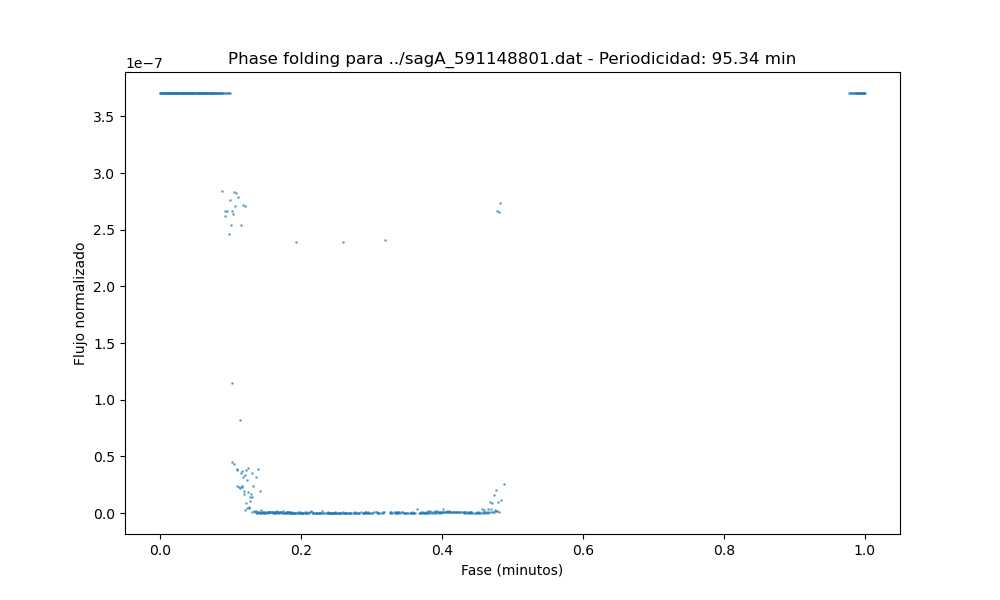 Phase folding para ../sagA_591148801.dat - Periodicidad: 95.34 min
1e−7
3.5
3.0
2.5
2.0
1.5
1.0
0.5
0.0
Flujo normalizado
0.0 0.2 0.4 0.6 0.8 1.0
Fase (minutos)